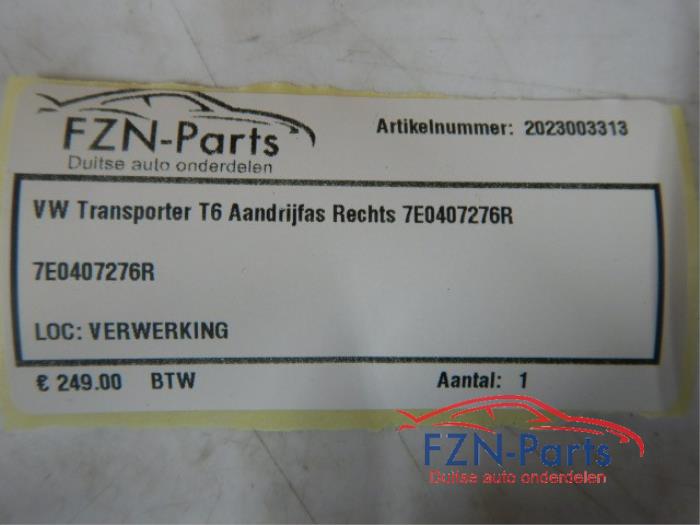 FZN-Parts
Duitse auto onderdelen
Artikelnummer: 2023003313
VW Transporter T6 Aandrijfas Rechts 7E0407276R
7E0407276R
LOC: VERWERKING
€ 249.00 BTW
Aantal: 1
FZN-Parts
Duitse auto onderdelen